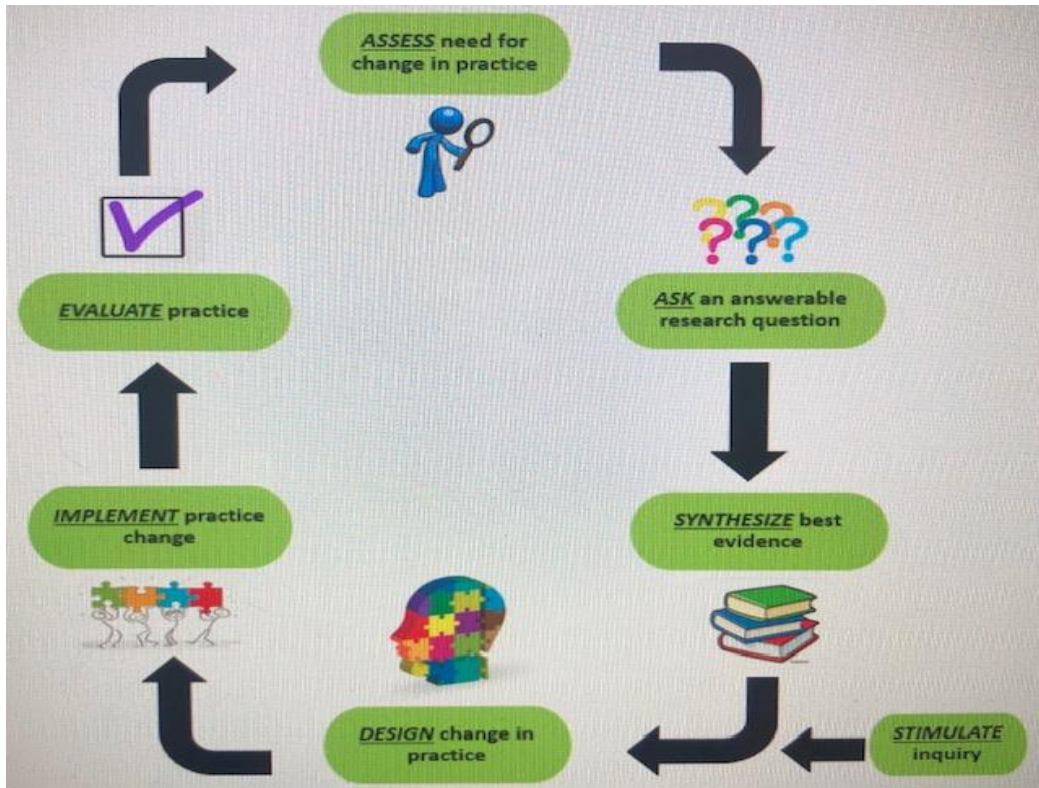 ASSESS need for
change in practice
ASK an answerable
research question
SYNTHESIZE best
evidence
STIMULATE
inquiry
DESIGN change in
practice
IMPLEMENT practice
change
EVALUATE practice